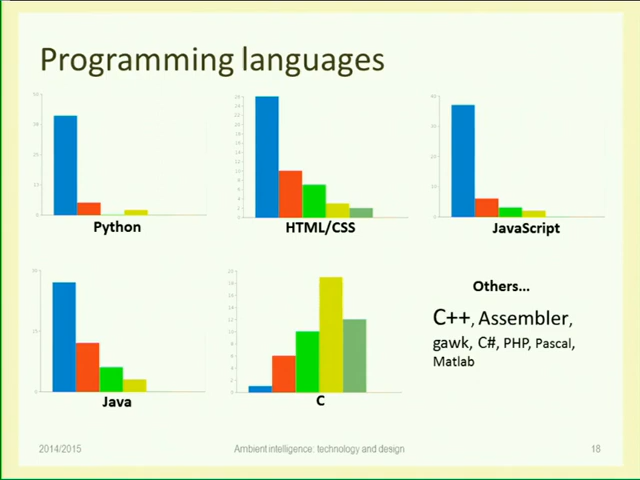 Programming languages
Python
HTML/CSS
JavaScript
Java
C
Others...
C++, Assembler,
gawk, C#, PHP, Pascal,
Matlab
2014/2015
Ambient intelligence: technology and design
18